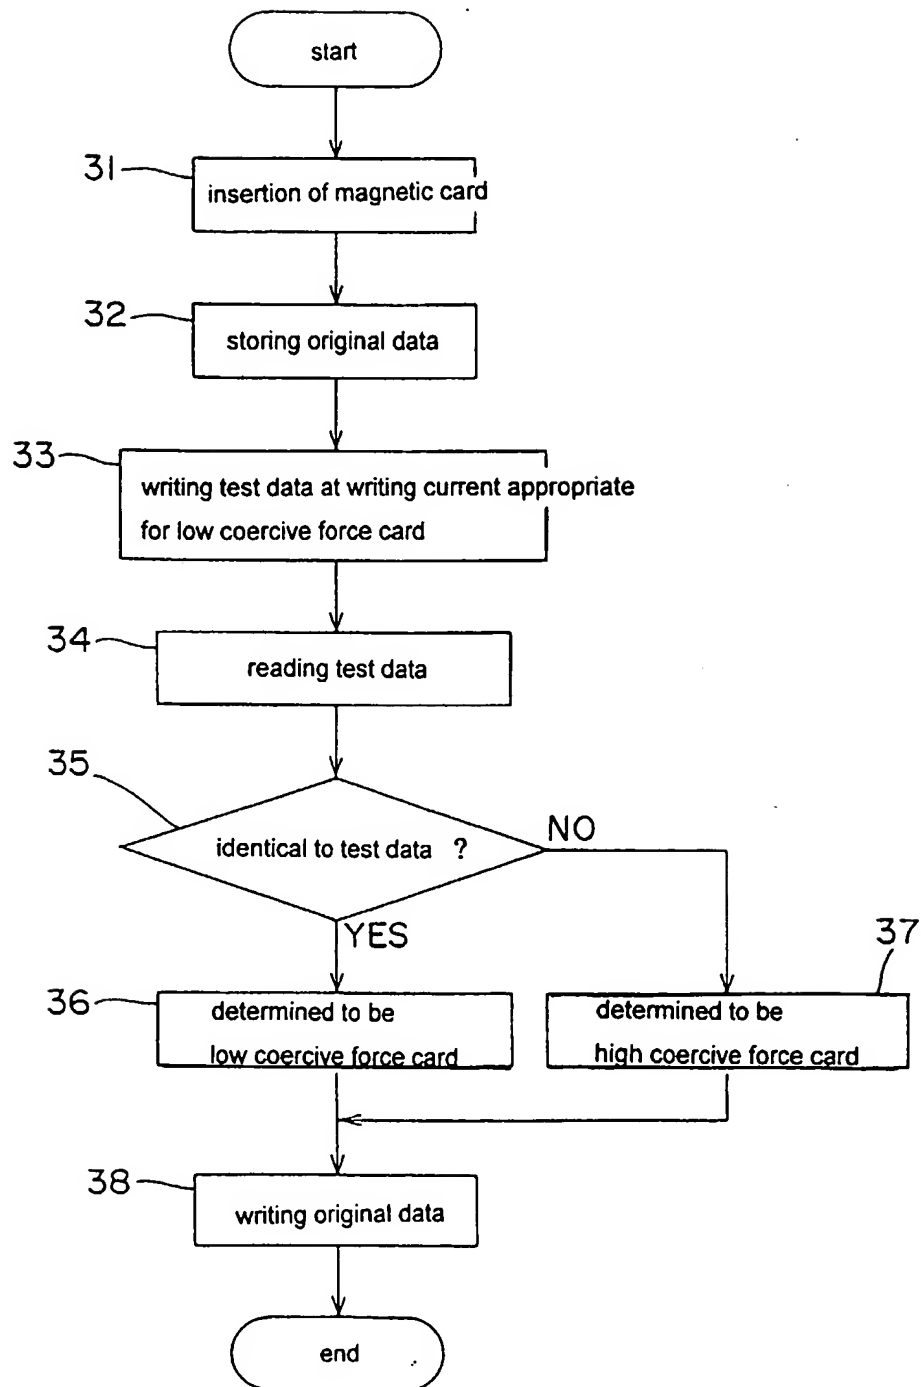 start
31
insertion of magnetic card
32
storing original data
33
writing test data at writing current appropriate
for low coercive force card
34
reading test data
35
identical to test data ?
NO
YES
36
determined to be
low coercive force card
37
determined to be
high coercive force card
38
writing original data
end